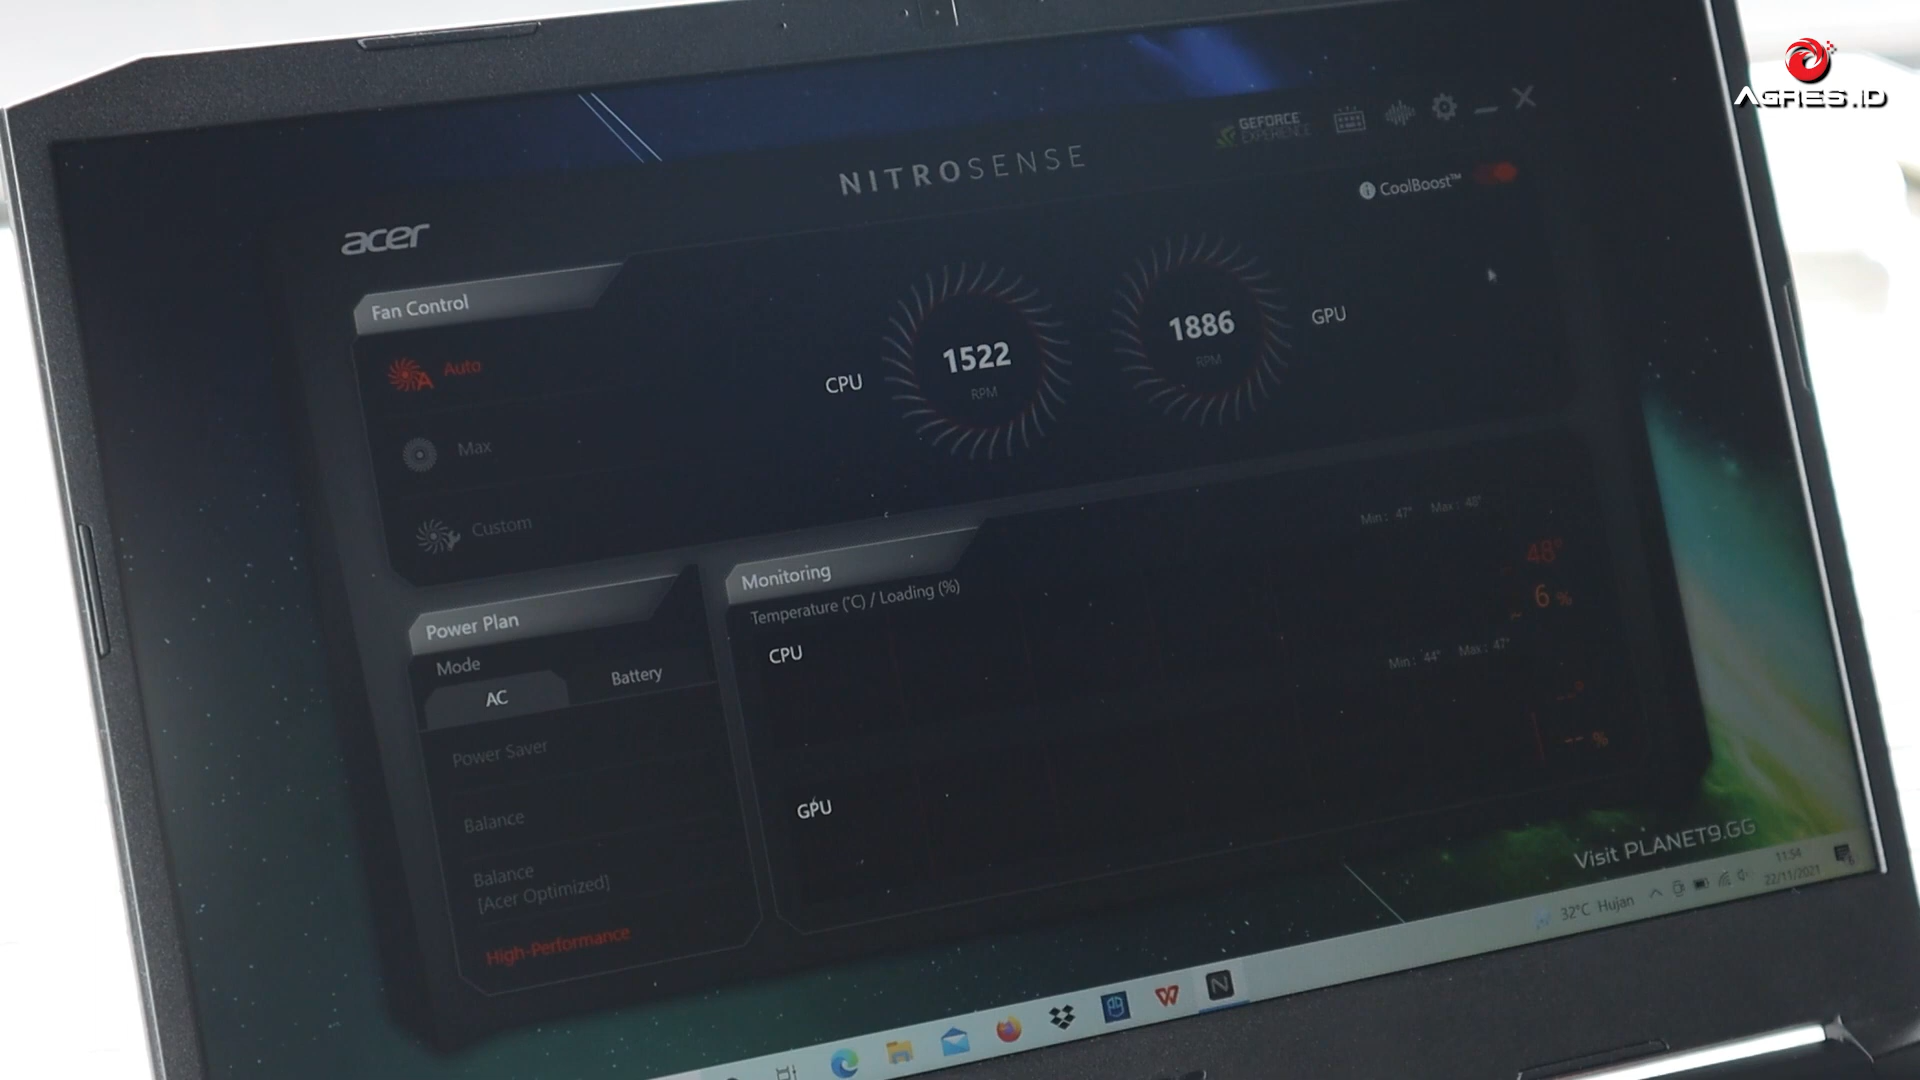 AGRES.ID
GEFORCE
EXPERIENCE
NITROSENSE
CoolBoost™
acer
Fan Control
Auto
Max
Custom
CPU
1522
RPM
1886
RPM
GPU
Power Plan
Mode
AC
Battery
Power Saver
Balance
Balance
[Acer Optimized]
High-Performance
Monitoring
Temperature (°C) / Loading (%)
CPU
Min : 47° Max : 48°
48°
6 %
GPU
Min : 44° Max : 47°
--°
-- %
Visit PLANET9.GG
32°C Hujan
11:54
22/11/2021